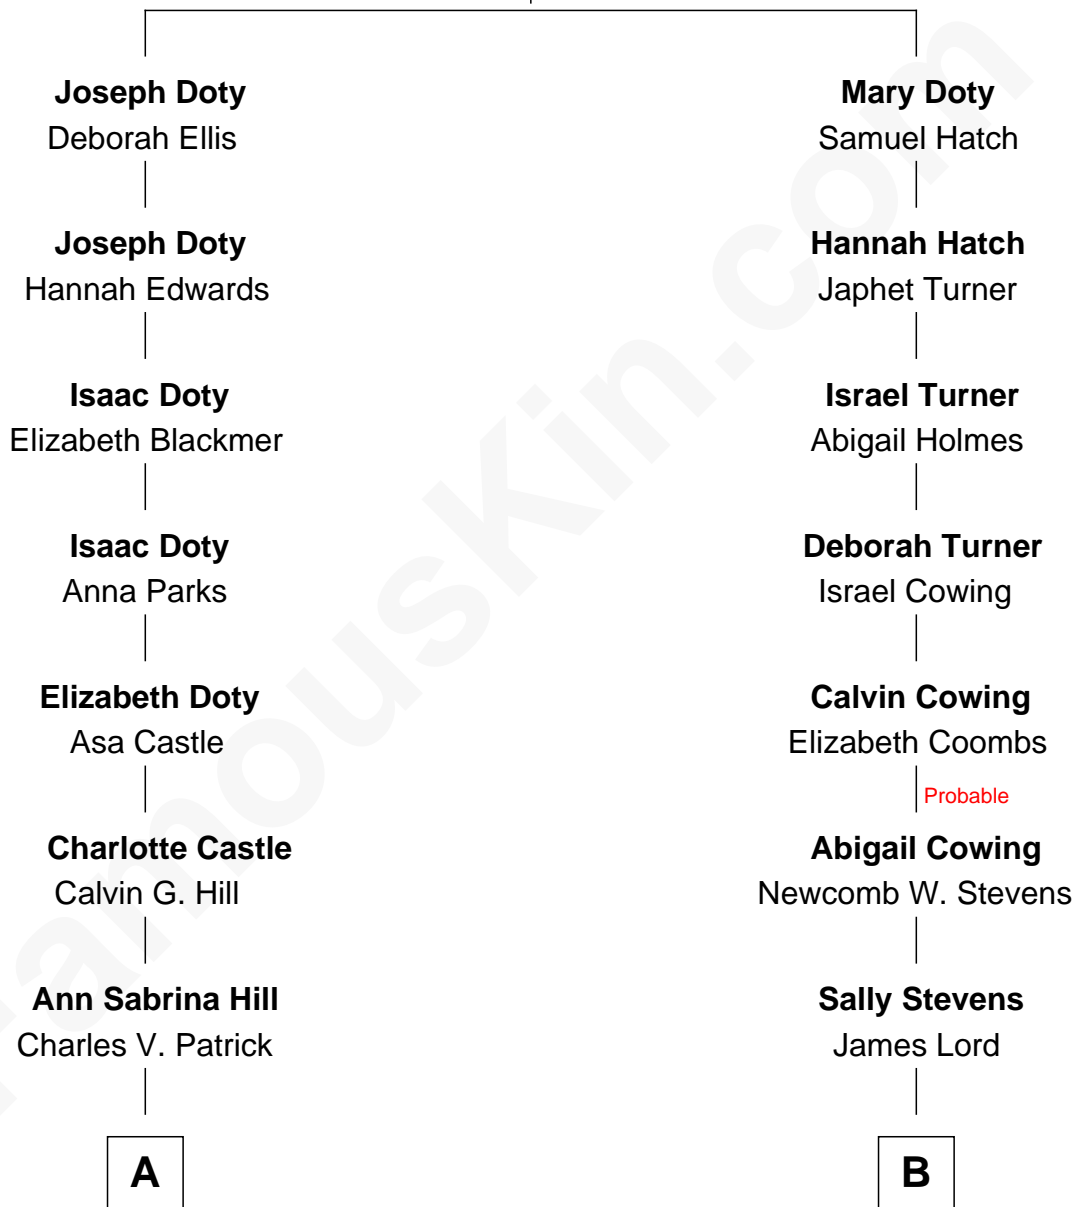 Joseph Doty
Deborah Ellis
Joseph Doty
Hannah Edwards
Isaac Doty
Elizabeth Blackmer
Isaac Doty
Anna Parks
Elizabeth Doty
Asa Castle
Charlotte Castle
Calvin G. Hill
Ann Sabrina Hill
Charles V. Patrick
A
Mary Doty
Samuel Hatch
Hannah Hatch
Japhet Turner
Israel Turner
Abigail Holmes
Deborah Turner
Israel Cowing
Calvin Cowing
Elizabeth Coombs
Probable
Abigail Cowing
Newcomb W. Stevens
Sally Stevens
James Lord
B
FamousKin.com